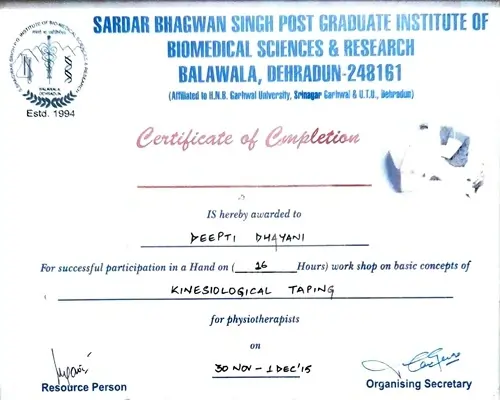 SARDAR BHAGWAN SINGH POST GRADUATE INSTITUTE OF
BIOMEDICAL SCIENCES & RESEARCH
BALAWALA, DEHRADUN-248161
(Affiliated to H.N.B. Garhwal University, Srinagar Garhwal & U.T.U., Dehradun)
BALAWALA
DEHRADUN
Estd. 1994
Certificate of Cmpletion
IS hereby awarded to
DEEPTI DHAYANI
For successful participation in a Hand on ( 16 Hours) work shop on basic concepts of
KINESIOLOGICAL TAPING
for physiotherapists
on
30 NOV - 1 DEC'15
Resource Person
Organising Secretary